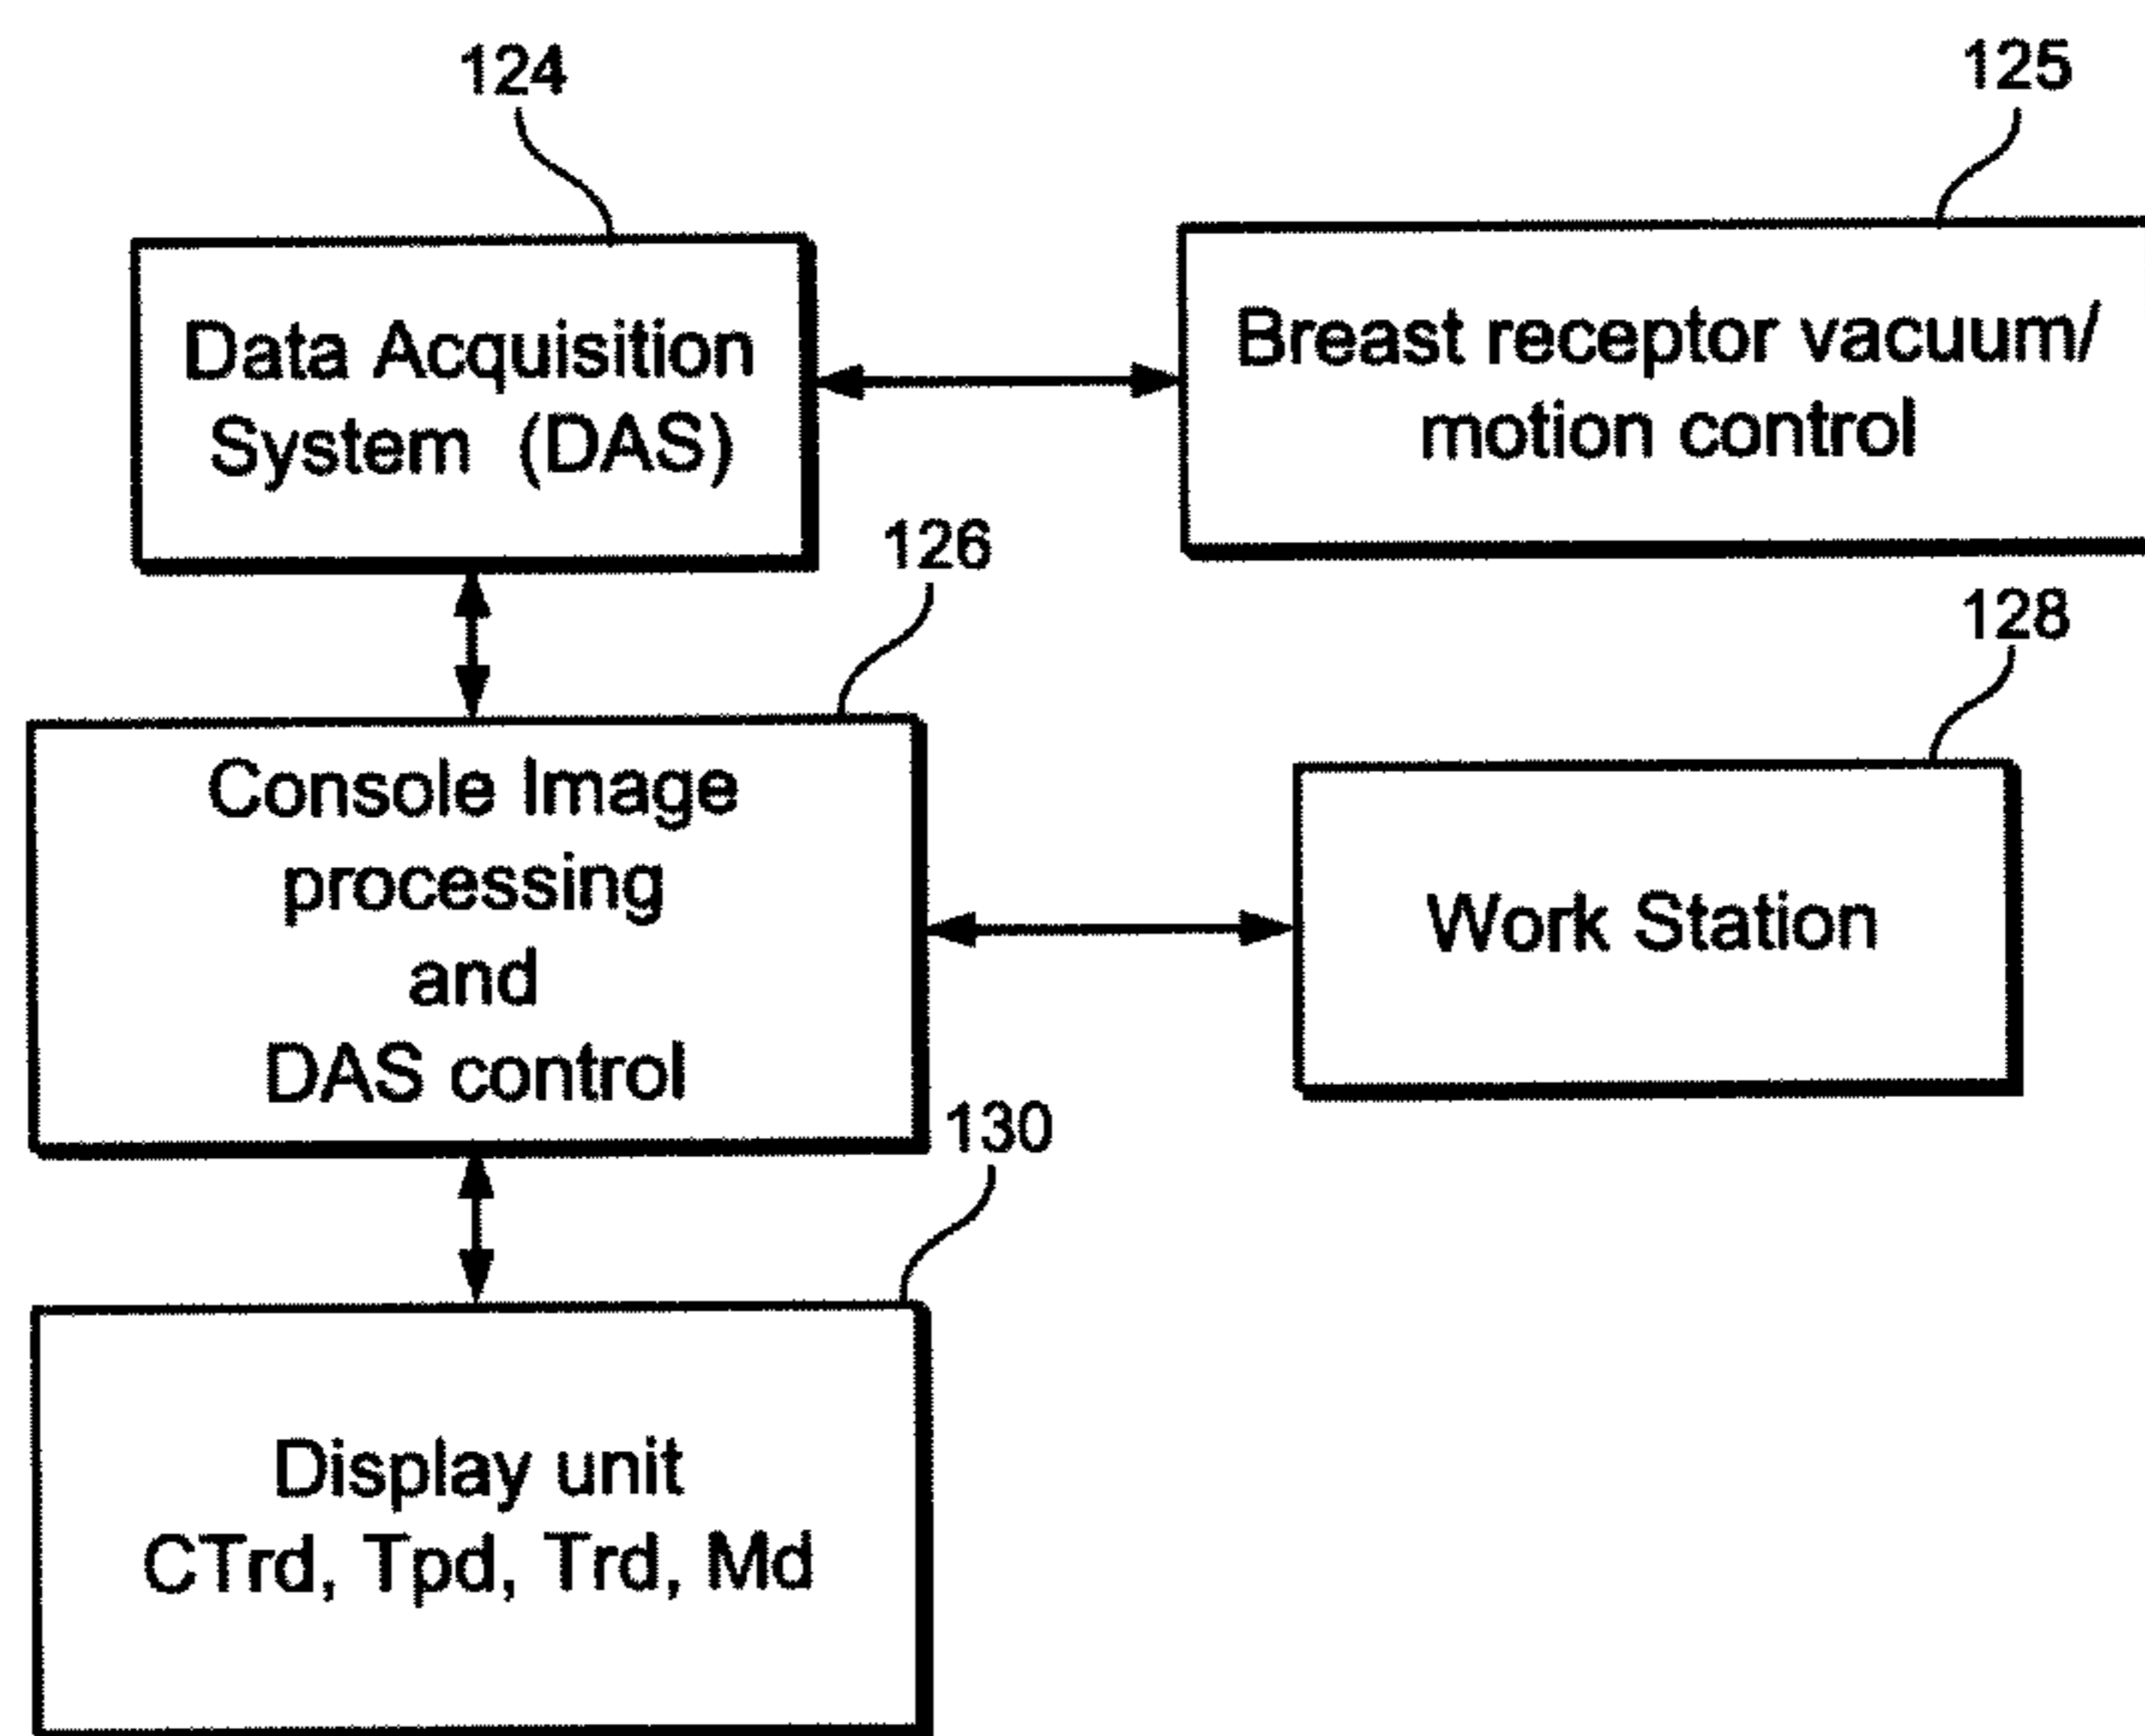 124
125
Data Acquisition
System (DAS)
Breast receptor vacuum/
motion control
126
128
Console Image
processing
and
DAS control
Work Station
130
Display unit
CTrd, Tpd, Trd, Md